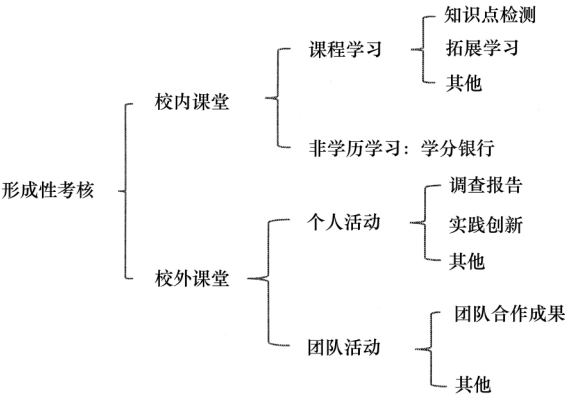 形成性考核
校内课堂
课程学习
知识点检测
拓展学习
其他
非学历学习：学分银行
校外课堂
个人活动
调查报告
实践创新
其他
团队活动
团队合作成果
其他